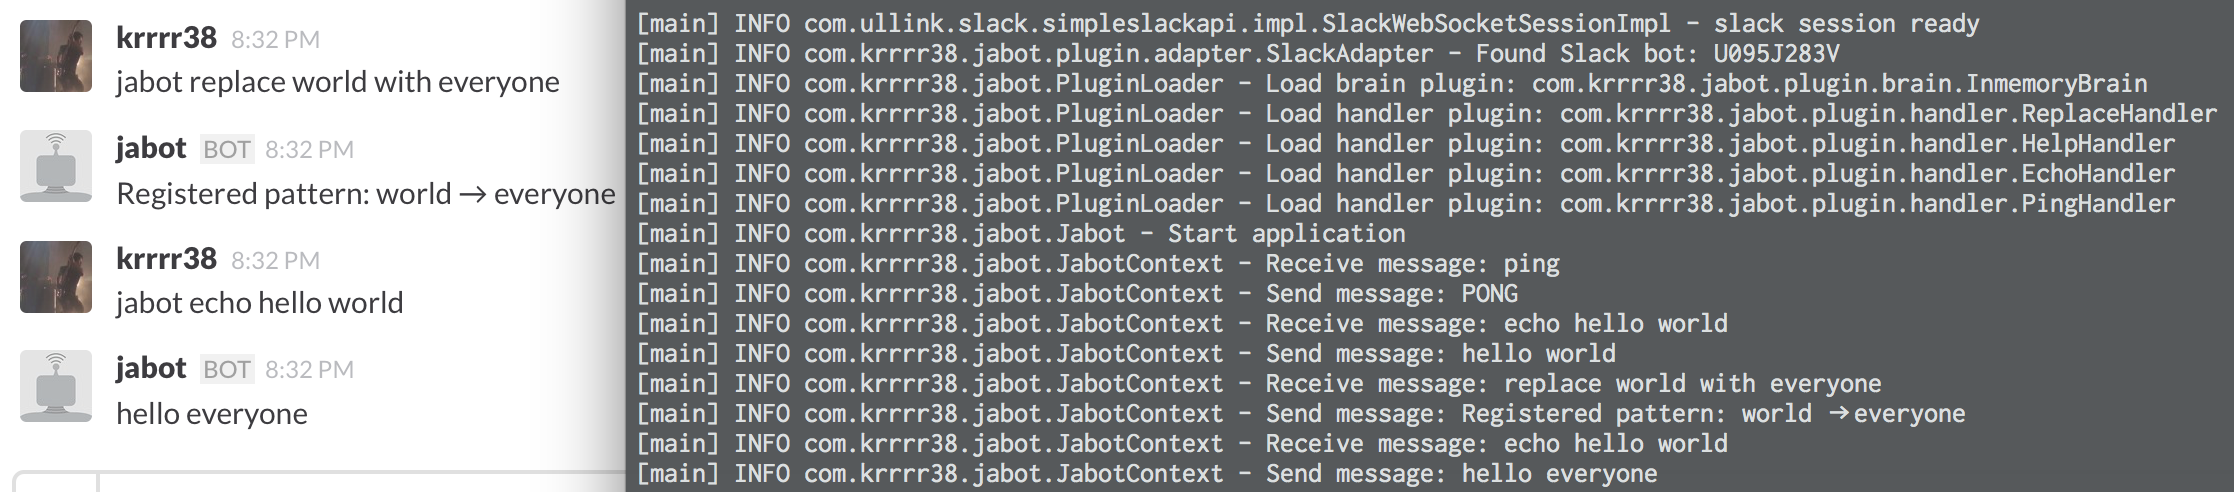 krrrr38 8:32 PM
jabot replace world with everyone
jabot BOT 8:32 PM
Registered pattern: world → everyone
krrrr38 8:32 PM
jabot echo hello world
jabot BOT 8:32 PM
hello everyone
[main] INFO com.ullink.slack.simpleslackapi.impl.SlackWebSocketSessionImpl - slack session ready
[main] INFO com.krrrr38.jabot.plugin.adapter.SlackAdapter - Found Slack bot: U095J283V
[main] INFO com.krrrr38.jabot.PluginLoader - Load brain plugin: com.krrrr38.jabot.plugin.brain.InmemoryBrain
[main] INFO com.krrrr38.jabot.PluginLoader - Load handler plugin: com.krrrr38.jabot.plugin.handler.ReplaceHandler
[main] INFO com.krrrr38.jabot.PluginLoader - Load handler plugin: com.krrrr38.jabot.plugin.handler.HelpHandler
[main] INFO com.krrrr38.jabot.PluginLoader - Load handler plugin: com.krrrr38.jabot.plugin.handler.EchoHandler
[main] INFO com.krrrr38.jabot.PluginLoader - Load handler plugin: com.krrrr38.jabot.plugin.handler.PingHandler
[main] INFO com.krrrr38.jabot.Jabot - Start application
[main] INFO com.krrrr38.jabot.JabotContext - Receive message: ping
[main] INFO com.krrrr38.jabot.JabotContext - Send message: PONG
[main] INFO com.krrrr38.jabot.JabotContext - Receive message: echo hello world
[main] INFO com.krrrr38.jabot.JabotContext - Send message: hello world
[main] INFO com.krrrr38.jabot.JabotContext - Receive message: replace world with everyone
[main] INFO com.krrrr38.jabot.JabotContext - Send message: Registered pattern: world → everyone
[main] INFO com.krrrr38.jabot.JabotContext - Receive message: echo hello world
[main] INFO com.krrrr38.jabot.JabotContext - Send message: hello everyone